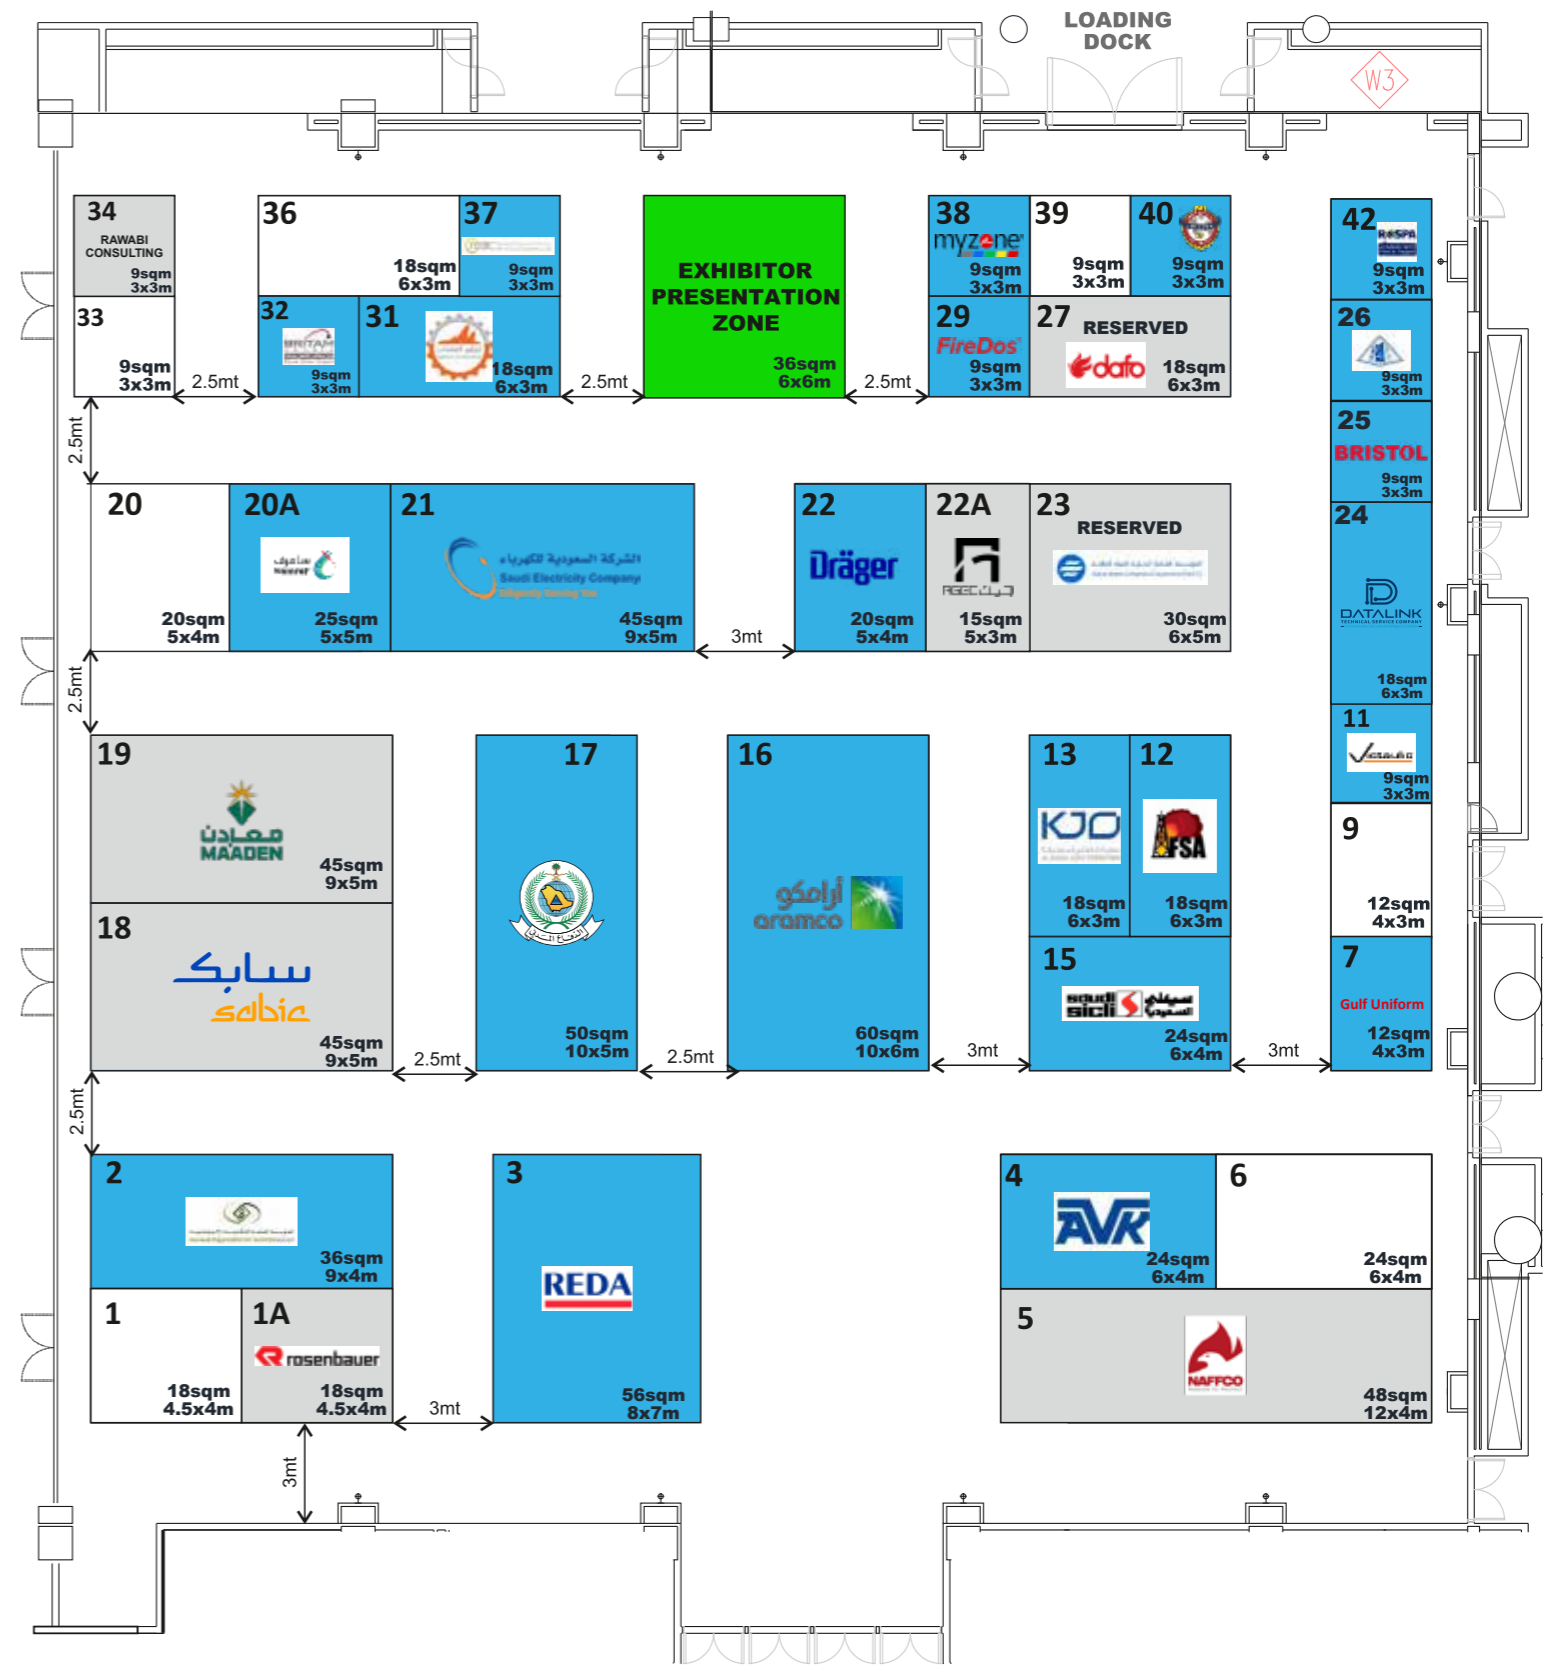 LOADING
DOCK
W3
34
RAWABI
CONSULTING
9sqm
3x3m
33
9sqm
3x3m
2.5mt
36
18sqm
6x3m
37
9sqm
3x3m
32
BRITAM
9sqm
3x3m
31
18sqm
6x3m
2.5mt
EXHIBITOR
PRESENTATION
ZONE
36sqm
6x6m
2.5mt
38
myzone
9sqm
3x3m
39
9sqm
3x3m
40
9sqm
3x3m
29
FireDos
9sqm
3x3m
27
RESERVED
dafo
18sqm
6x3m
42
RoSPA
9sqm
3x3m
26
9sqm
3x3m
25
BRISTOL
9sqm
3x3m
24
DATALINK
TECHNICAL SERVICE COMPANY
18sqm
6x3m
11
9sqm
3x3m
9
12sqm
4x3m
7
Gulf Uniform
12sqm
4x3m
2.5mt
20
20sqm
5x4m
20A
25sqm
5x5m
21
الشركة السعودية للكهرباء
Saudi Electricity Company
45sqm
9x5m
3mt
22
Dräger
20sqm
5x4m
22A
15sqm
5x3m
23
RESERVED
30sqm
6x5m
2.5mt
19
معادن
MAADEN
45sqm
9x5m
18
سابك
sabic
45sqm
9x5m
2.5mt
17
الدفاع المدني
50sqm
10x5m
2.5mt
16
أرامكو
aramco
60sqm
10x6m
3mt
13
KJO
18sqm
6x3m
12
FSA
18sqm
6x3m
15
saudi
sicli
سيكلي
السعودية
24sqm
6x4m
3mt
2.5mt
2
36sqm
9x4m
1
18sqm
4.5x4m
1A
rosenbauer
18sqm
4.5x4m
3mt
3mt
3
REDA
56sqm
8x7m
4
AVK
24sqm
6x4m
6
24sqm
6x4m
5
NAFFCO
48sqm
12x4m